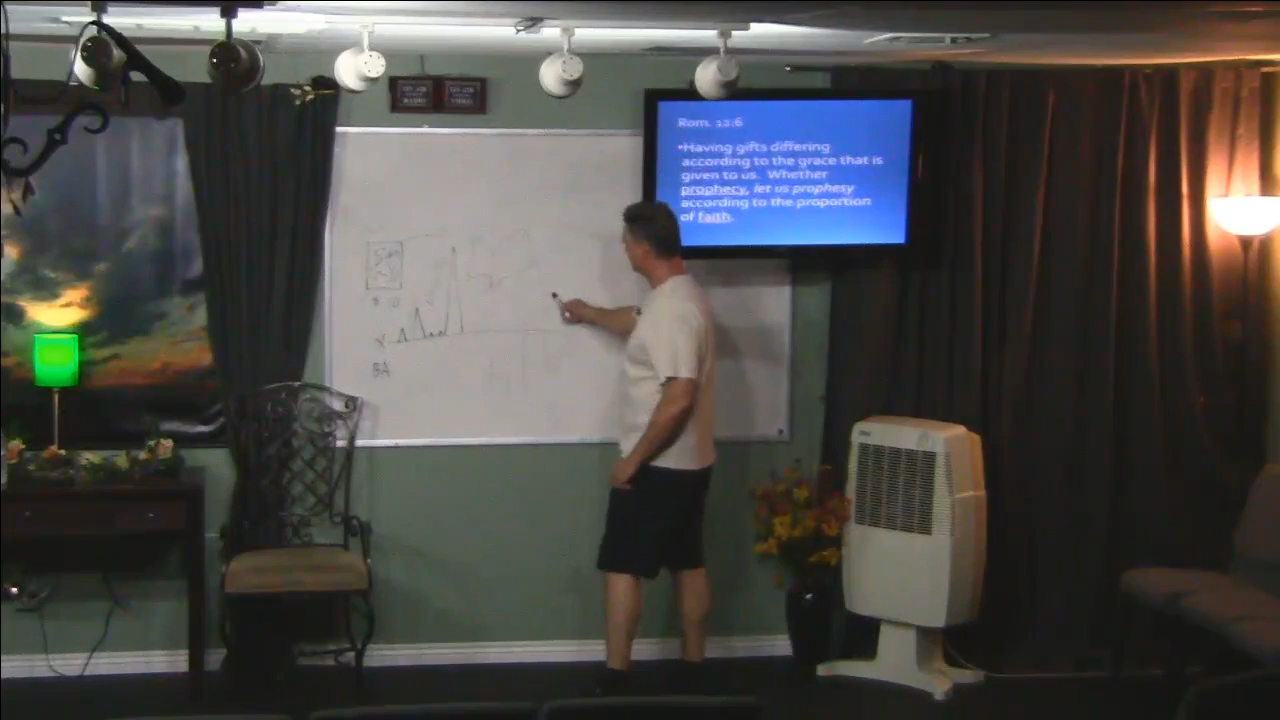 Rom. 12:6
•Having gifts differing
according to the grace that is
given to us. Whether
prophecy, let us prophesy
according to the proportion
of faith.
BA